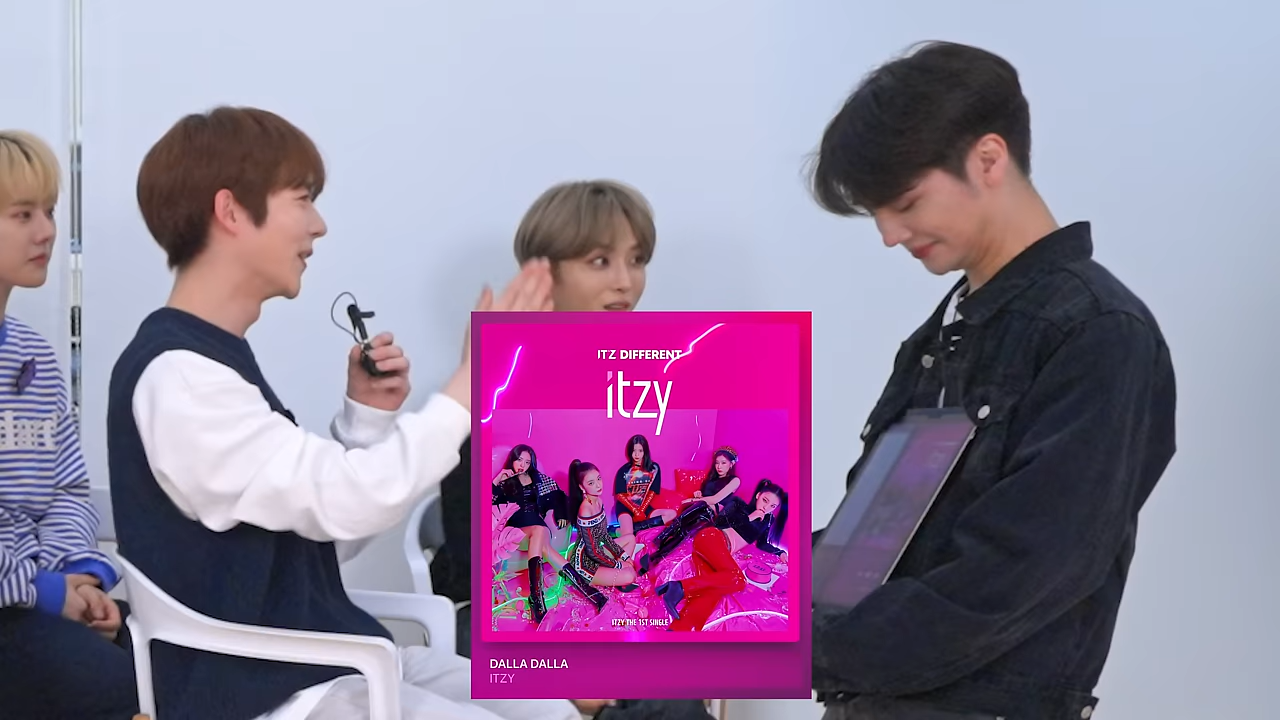 ITZ DIFFERENT
itzy
ITZY THE 1ST SINGLE
DALLA DALLA
ITZY